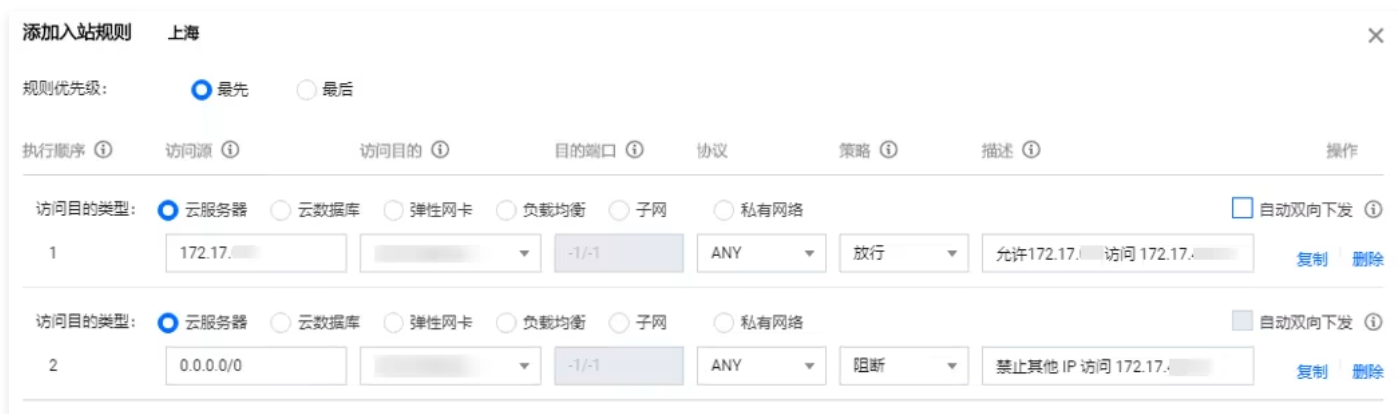 添加入站规则 上海
规则优先级: 最先 最后
执行顺序 访问源 访问目的 目的端口 协议 策略 描述 操作
访问目的类型: 云服务器 云数据库 弹性网卡 负载均衡 子网 私有网络 自动双向下发
1 172.17. -1/-1 ANY 放行 允许172.17. 访问 172.17. 复制 删除
访问目的类型: 云服务器 云数据库 弹性网卡 负载均衡 子网 私有网络 自动双向下发
2 0.0.0.0/0 -1/-1 ANY 阻断 禁止其他 IP 访问 172.17. 复制 删除